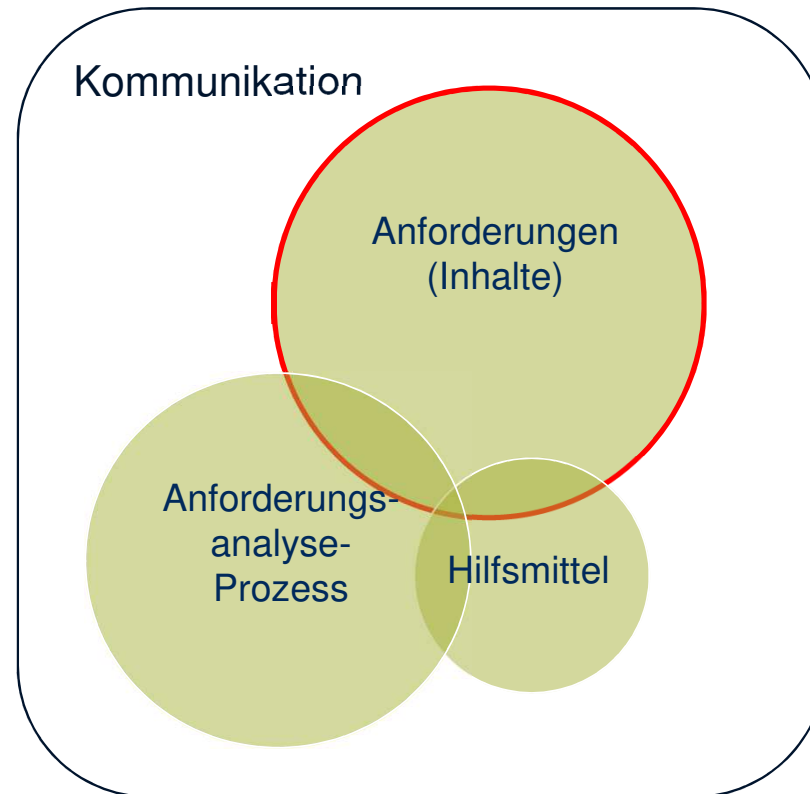 Kommunikation
Anforderungen
(Inhalte)
Anforderungs-
analyse-
Prozess
Hilfsmittel